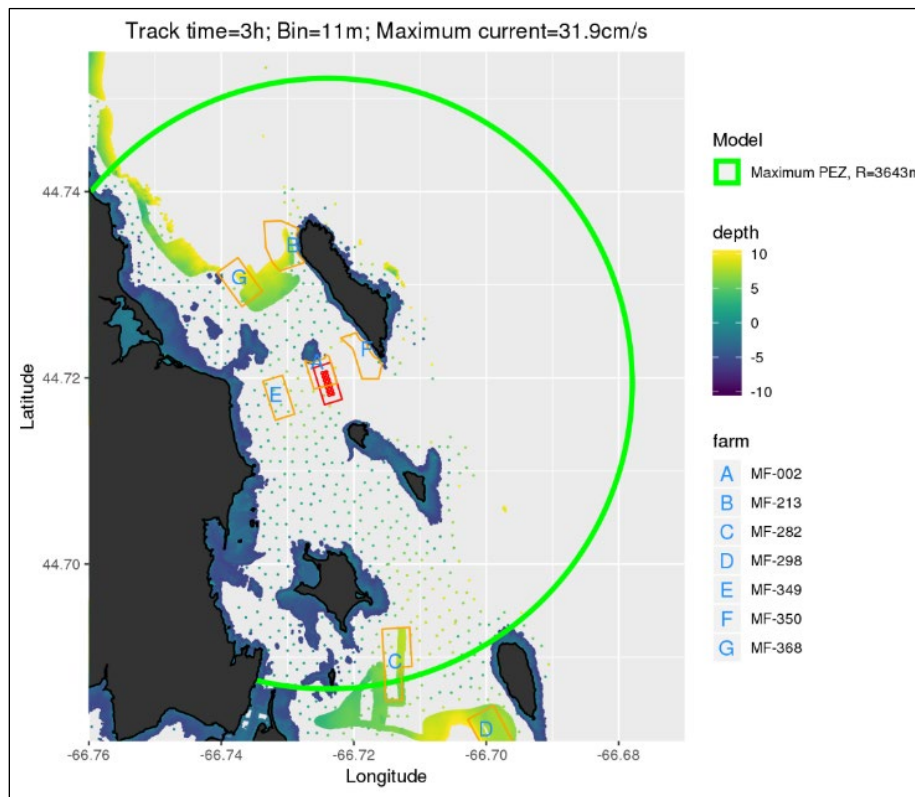 Track time=3h; Bin=11m; Maximum current=31.9cm/s
Model
Maximum PEZ, R=3643m
depth
10
5
0
-5
-10
farm
A MF-002
B MF-213
C MF-282
D MF-298
E MF-349
F MF-350
G MF-368
44.74
44.72
44.70
Latitude
B
G
F
A
E
C
D
-66.76
-66.74
-66.72
-66.70
-66.68
Longitude